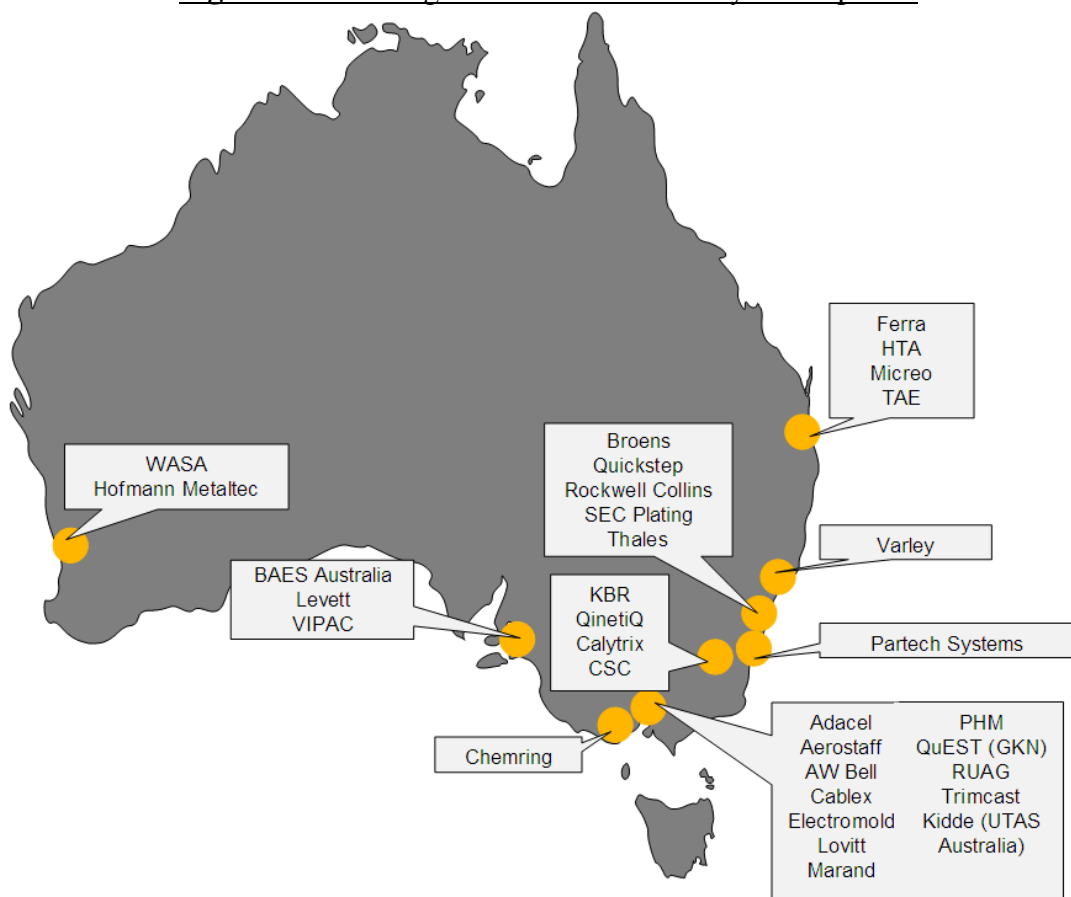 Ferra
HTA
Micreo
TAE
Broens
Quickstep
Rockwell Collins
SEC Plating
Thales
WASA
Hofmann Metaltec
Varley
BAES Australia
Levett
VIPAC
KBR
QinetiQ
Calytrix
CSC
Partech Systems
Chemring
Adacel
Aerostaff
AW Bell
Cablex
Electromold
Lovitt
Marand
PHM
QuEST (GKN)
RUAG
Trimcast
Kidde (UTAS
Australia)